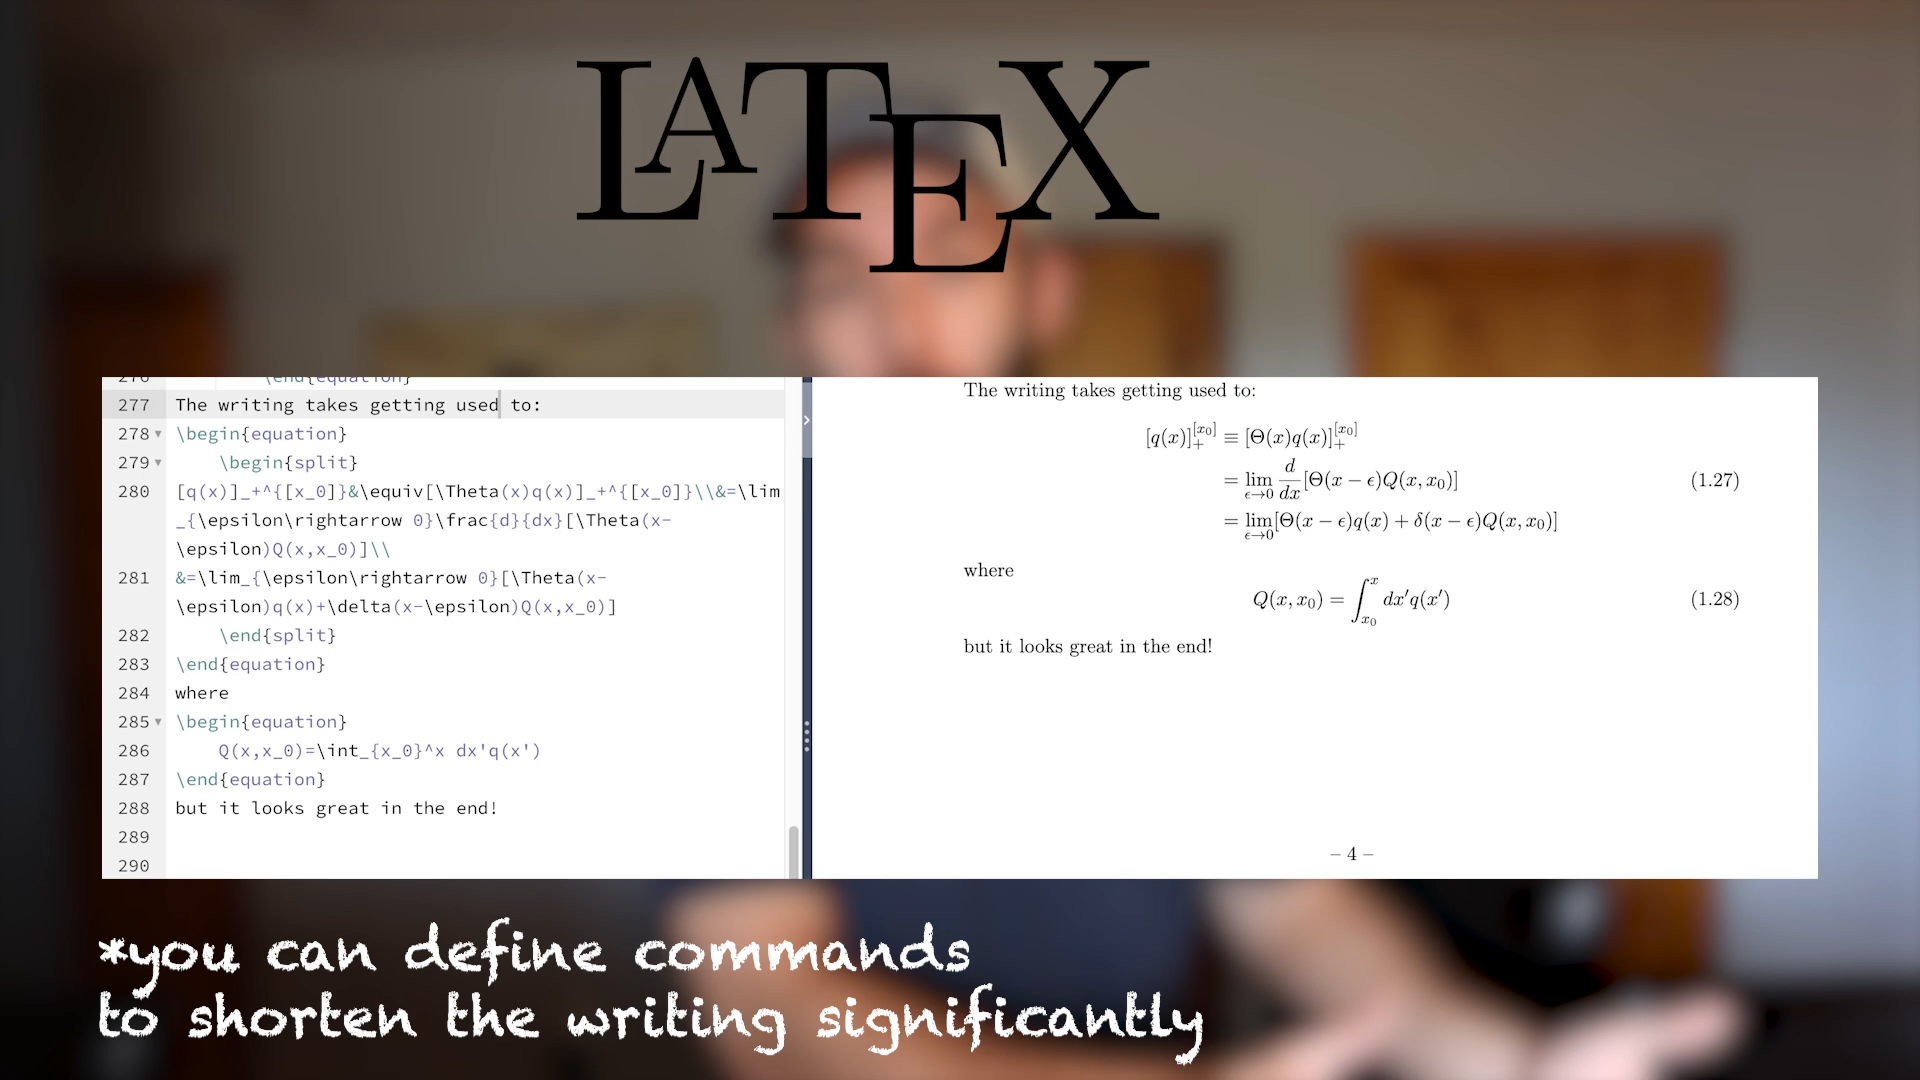 LATEX
276 \end{equation}
277 The writing takes getting used to:
278 \begin{equation}
279 \begin{split}
280 [q(x)]_+^{[x_0]}&\equiv[\Theta(x)q(x)]_+^{[x_0]}\\&=\lim
_{\epsilon\rightarrow 0}\frac{d}{dx}[\Theta(x-
\epsilon)Q(x,x_0)]\\
281 &=\lim_{\epsilon\rightarrow 0}[\Theta(x-
\epsilon)q(x)+\delta(x-\epsilon)Q(x,x_0)]
282 \end{split}
283 \end{equation}
284 where
285 \begin{equation}
286 Q(x,x_0)=\int_{x_0}^x dx'q(x')
287 \end{equation}
288 but it looks great in the end!
289
290
The writing takes getting used to:
[q(x)]_+^{[x_0]} ≡ [Θ(x)q(x)]_+^{[x_0]}
= lim_{ϵ→0} d/dx [Θ(x − ϵ)Q(x, x_0)] (1.27)
= lim_{ϵ→0} [Θ(x − ϵ)q(x) + δ(x − ϵ)Q(x, x_0)]
where
Q(x, x_0) = ∫_{x_0}^x dx′q(x′) (1.28)
but it looks great in the end!
– 4 –
*you can define commands
to shorten the writing significantly